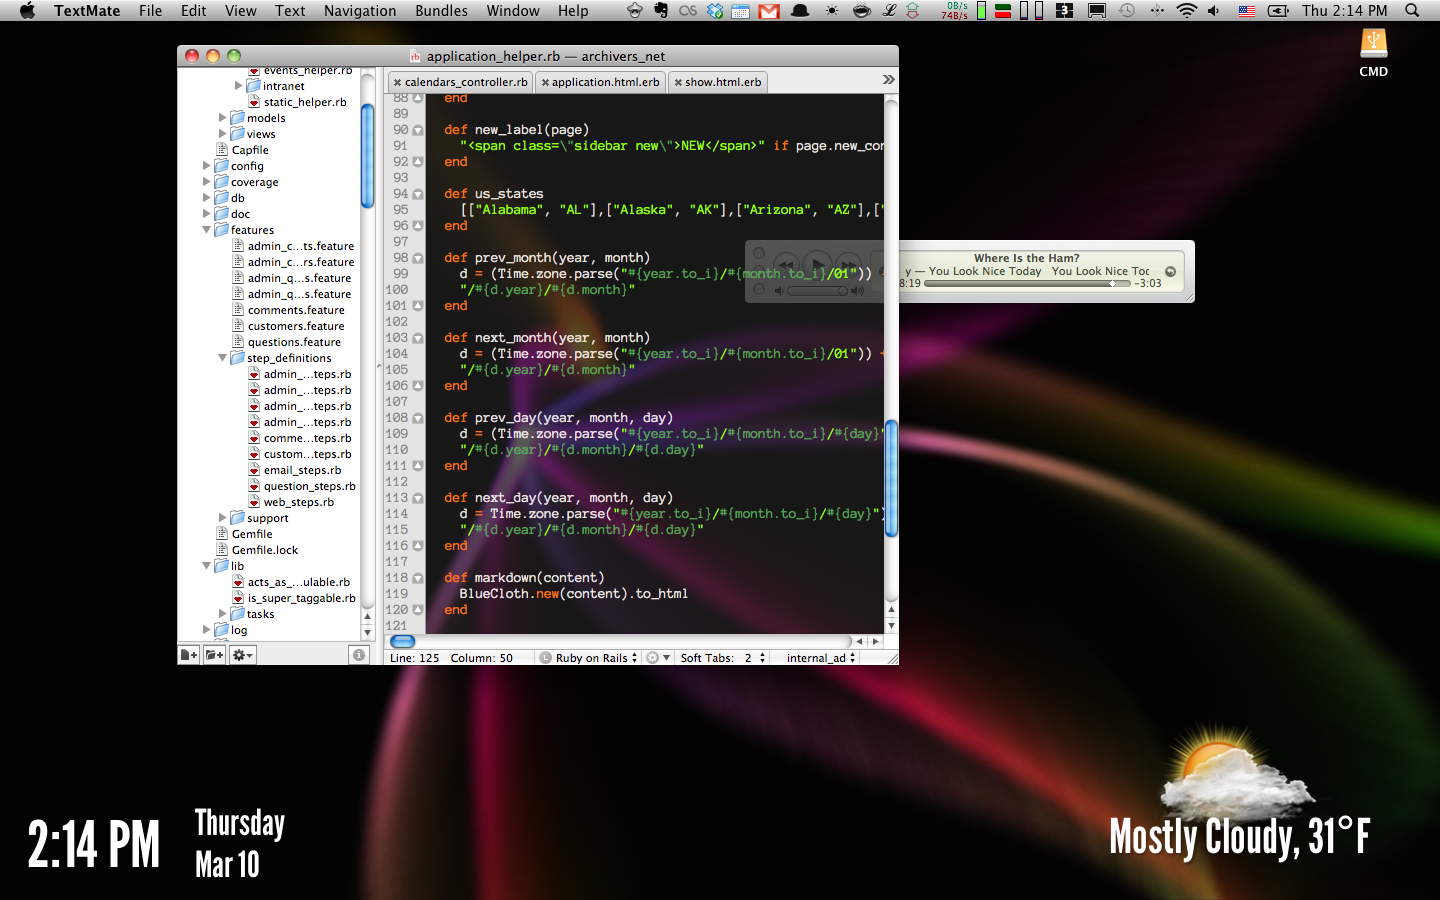 TextMate File Edit View Text Navigation Bundles Window Help
0B/s
74B/s
3
Thu 2:14 PM
CMD
application_helper.rb — archivers_net
events_helper.rb
intranet
static_helper.rb
models
views
Capfile
config
coverage
db
doc
features
admin_c...ts.feature
admin_c...rs.feature
admin_q...s.feature
admin_q...s.feature
comments.feature
customers.feature
questions.feature
step_definitions
admin_...teps.rb
admin_...teps.rb
admin_...teps.rb
admin_...teps.rb
comme...teps.rb
custom...teps.rb
email_steps.rb
question_steps.rb
web_steps.rb
support
Gemfile
Gemfile.lock
lib
acts_as_...ulable.rb
is_super_taggable.rb
tasks
log
calendars_controller.rb application.html.erb show.html.erb
88 end
89
90 def new_label(page)
91 "<span class=\"sidebar new\">NEW</span>" if page.new_con
92 end
93
94 def us_states
95 [["Alabama", "AL"],["Alaska", "AK"],["Arizona", "AZ"],["
96 end
97
98 def prev_month(year, month)
99 d = (Time.zone.parse("#{year.to_i}/#{month.to_i}/01"))
100 "/#{d.year}/#{d.month}"
101 end
102
103 def next_month(year, month)
104 d = (Time.zone.parse("#{year.to_i}/#{month.to_i}/01")) +
105 "/#{d.year}/#{d.month}"
106 end
107
108 def prev_day(year, month, day)
109 d = (Time.zone.parse("#{year.to_i}/#{month.to_i}/#{day}"
110 "/#{d.year}/#{d.month}/#{d.day}"
111 end
112
113 def next_day(year, month, day)
114 d = Time.zone.parse("#{year.to_i}/#{month.to_i}/#{day}")
115 "/#{d.year}/#{d.month}/#{d.day}"
116 end
117
118 def markdown(content)
119 BlueCloth.new(content).to_html
120 end
121
Line: 125 Column: 50 L Ruby on Rails Soft Tabs: 2 internal_ad
Where Is the Ham?
y — You Look Nice Today You Look Nice Toc
8:19 -3:03
2:14 PM
Thursday
Mar 10
Mostly Cloudy, 31°F